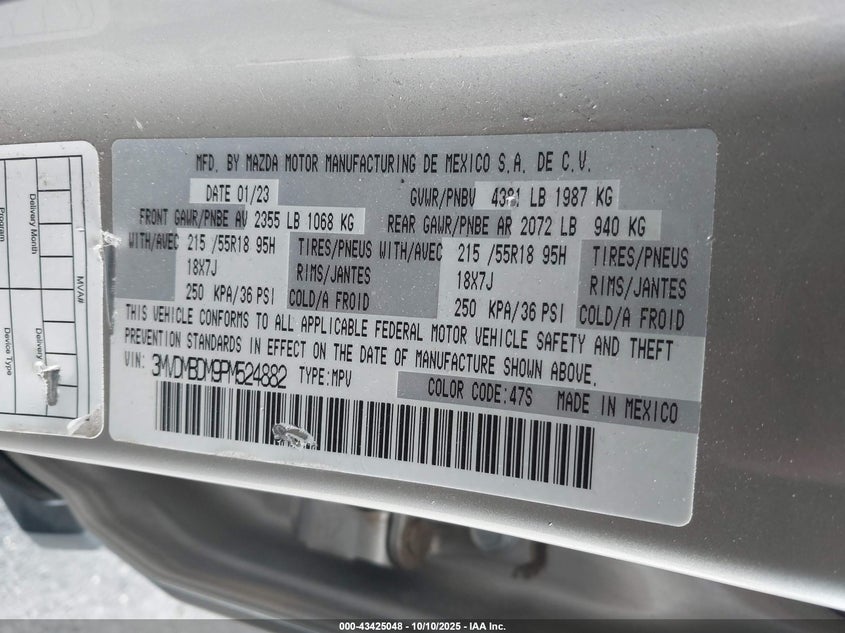 MFD. BY MAZDA MOTOR MANUFACTURING DE MEXICO S.A. DE C.V.
DATE 01/23 GVWR/PNBV 4381 LB 1987 KG
FRONT GAWR/PNBE AV 2355 LB 1068 KG REAR GAWR/PNBE AR 2072 LB 940 KG
WITH/AVEC 215 /55R18 95H TIRES/PNEUS WITH/AVEC 215 /55R18 95H TIRES/PNEUS
18X7J RIMS/JANTES 18X7J RIMS/JANTES
250 KPA/36 PSI COLD/A FROID 250 KPA/36 PSI COLD/A FROID
THIS VEHICLE CONFORMS TO ALL APPLICABLE FEDERAL MOTOR VEHICLE SAFETY AND THEFT
PREVENTION STANDARDS IN EFFECT ON THE DATE OF MANUFACTURE SHOWN ABOVE.
VIN: 3MVDMBDM9PM524882 TYPE:MPV
COLOR CODE:47S MADE IN MEXICO
MVA#
Delivery Month
Program
Device Type
000-43425048 - 10/10/2025 - IAA Inc.